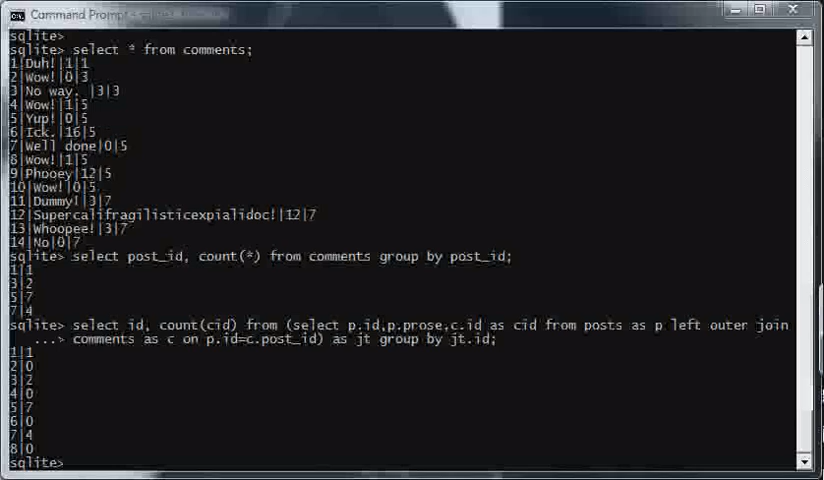 Command Prompt - sqlite
sqlite>
sqlite> select * from comments;
1|Duh!|1|1
2|Wow!|0|3
3|No way. |3|3
4|Wow!|1|5
5|Yup!|0|5
6|Ick.|16|5
7|Well done|0|5
8|Wow!|1|5
9|Phooey|12|5
10|Wow!|0|5
11|Dummy!|3|7
12|Supercalifragilisticexpialidoc!|12|7
13|Whoopee!|3|7
14|No|0|7
sqlite> select post_id, count(*) from comments group by post_id;
1|1
3|2
5|7
7|4
sqlite> select id, count(cid) from (select p.id,p.prose,c.id as cid from posts as p left outer join
...> comments as c on p.id=c.post_id) as jt group by jt.id;
1|1
2|0
3|2
4|0
5|7
6|0
7|4
8|0
sqlite>